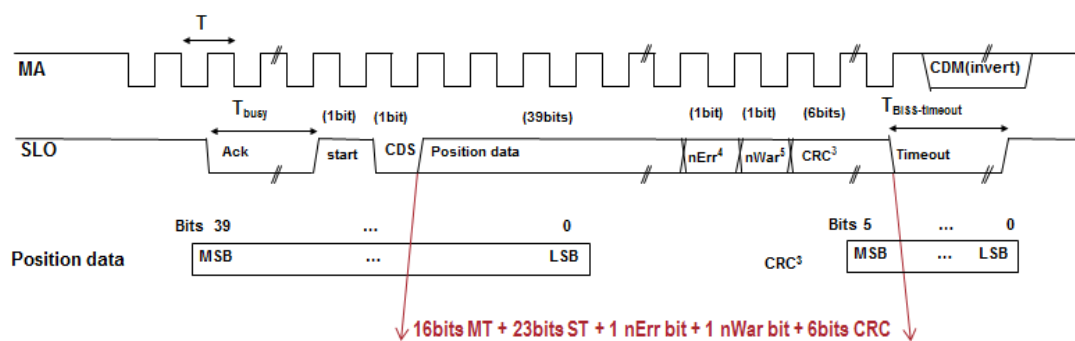 T
MA
CDM(invert)
T busy
(1bit) (1bit) (39bits) (1bit) (1bit) (6bits)
T BiSS-timeout
SLO
Ack
start
CDS
Position data
nErr⁴
nWar⁵
CRC³
Timeout
Bits 39 ... 0
Bits 5 ... 0
Position data
MSB ... LSB
CRC³
MSB ... LSB
16bits MT + 23bits ST + 1 nErr bit + 1 nWar bit + 6bits CRC